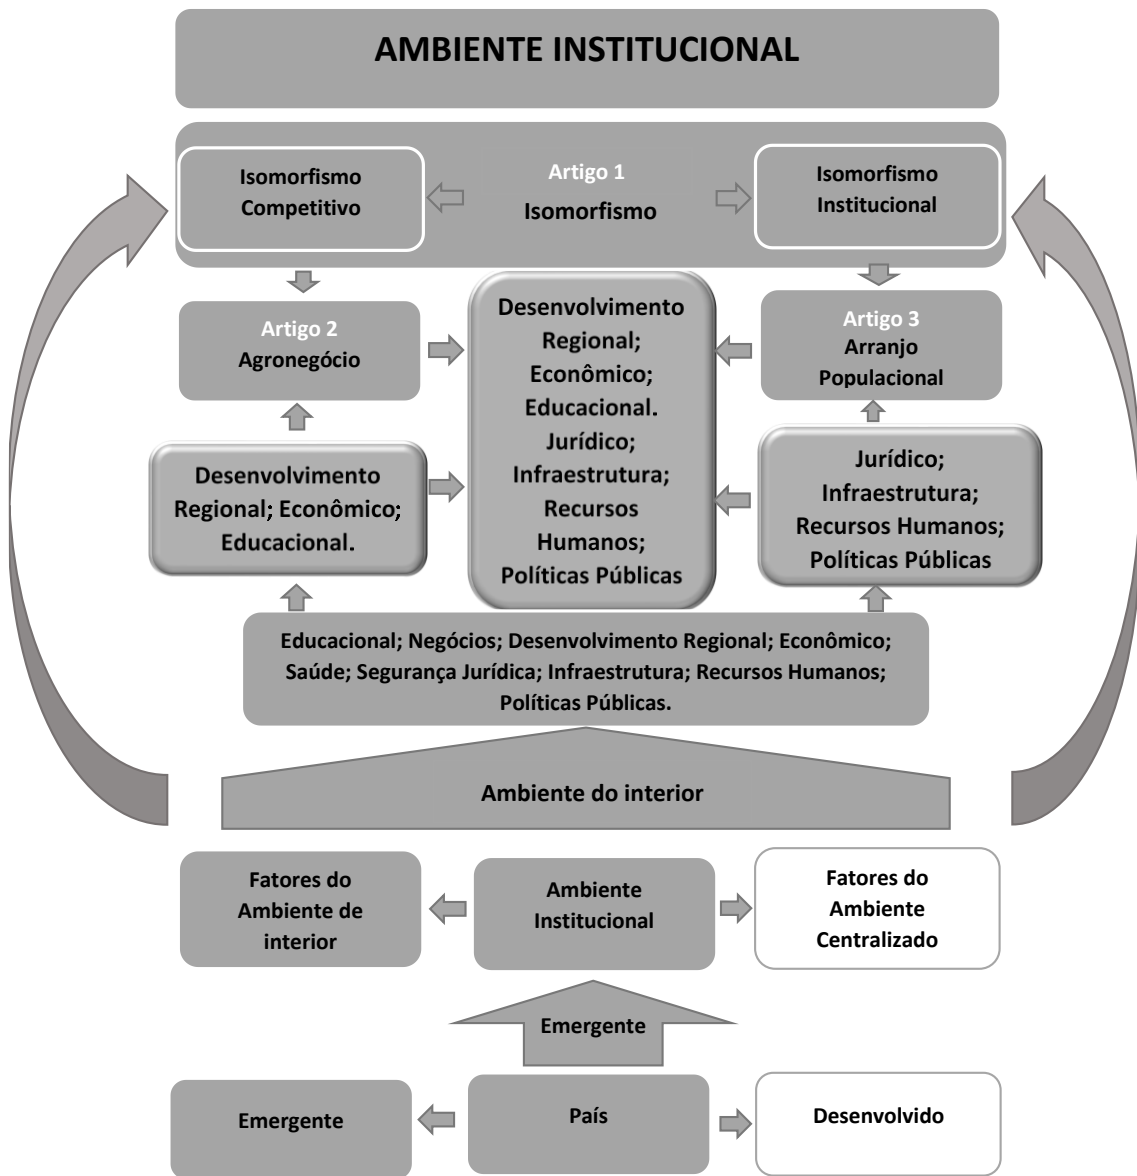 AMBIENTE INSTITUCIONAL
Isomorfismo
Competitivo
Artigo 1
Isomorfismo
Isomorfismo
Institucional
Artigo 2
Agronegócio
Desenvolvimento
Regional;
Econômico;
Educacional.
Jurídico;
Infraestrutura;
Recursos
Humanos;
Políticas Públicas
Artigo 3
Arranjo
Populacional
Desenvolvimento
Regional; Econômico;
Educacional.
Jurídico;
Infraestrutura;
Recursos Humanos;
Políticas Públicas
Educacional; Negócios; Desenvolvimento Regional; Econômico;
Saúde; Segurança Jurídica; Infraestrutura; Recursos Humanos;
Políticas Públicas.
Ambiente do interior
Fatores do
Ambiente de
interior
Ambiente
Institucional
Fatores do
Ambiente
Centralizado
Emergente
Emergente
País
Desenvolvido